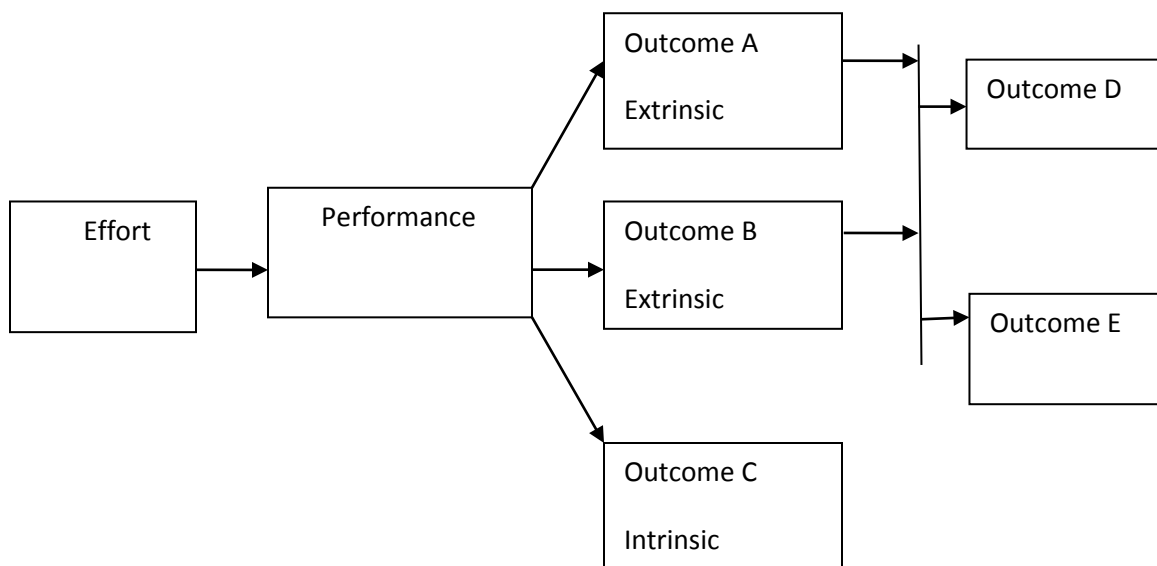 Effort
Performance
Outcome A
Extrinsic
Outcome B
Extrinsic
Outcome C
Intrinsic
Outcome D
Outcome E